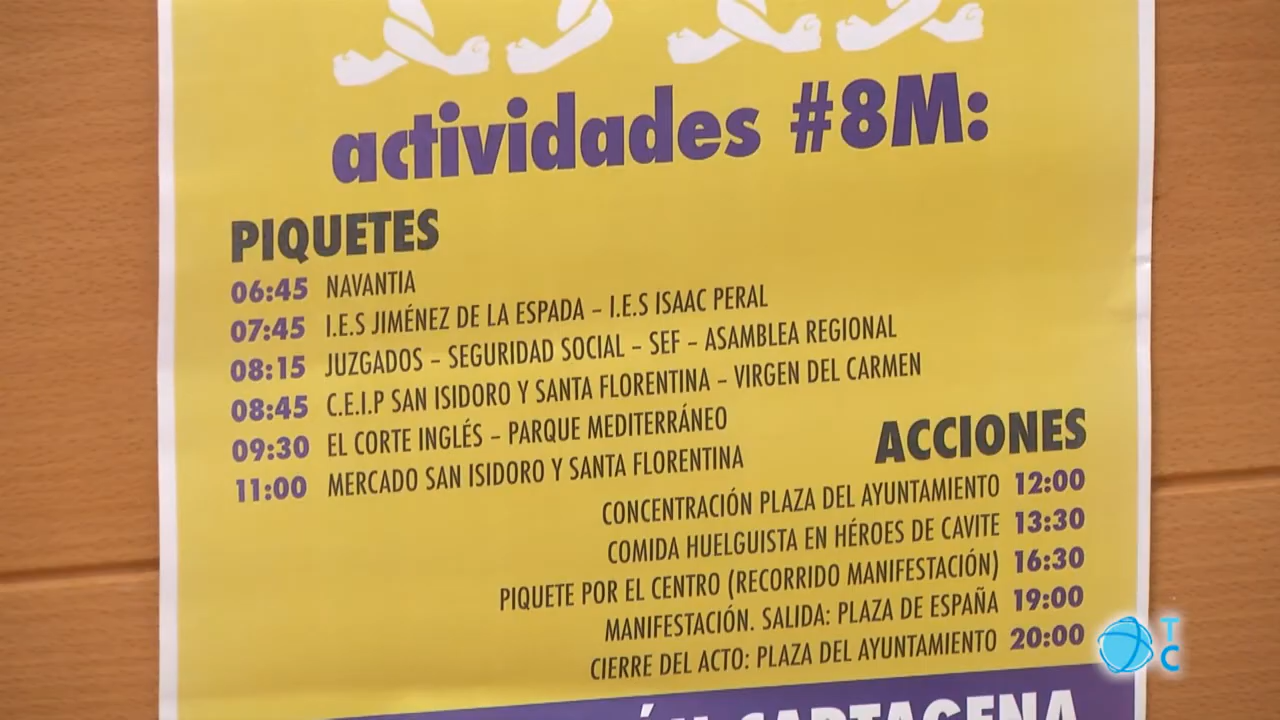 actividades #8M:
PIQUETES
06:45 NAVANTIA
07:45 I.E.S JIMÉNEZ DE LA ESPADA – I.E.S ISAAC PERAL
08:15 JUZGADOS – SEGURIDAD SOCIAL – SEF – ASAMBLEA REGIONAL
08:45 C.E.I.P SAN ISIDORO Y SANTA FLORENTINA – VIRGEN DEL CARMEN
09:30 EL CORTE INGLÉS – PARQUE MEDITERRÁNEO
11:00 MERCADO SAN ISIDORO Y SANTA FLORENTINA
ACCIONES
CONCENTRACIÓN PLAZA DEL AYUNTAMIENTO 12:00
COMIDA HUELGUISTA EN HÉROES DE CAVITE 13:30
PIQUETE POR EL CENTRO (RECORRIDO MANIFESTACIÓN) 16:30
MANIFESTACIÓN. SALIDA: PLAZA DE ESPAÑA 19:00
CIERRE DEL ACTO: PLAZA DEL AYUNTAMIENTO 20:00
CARTAGENA
TC